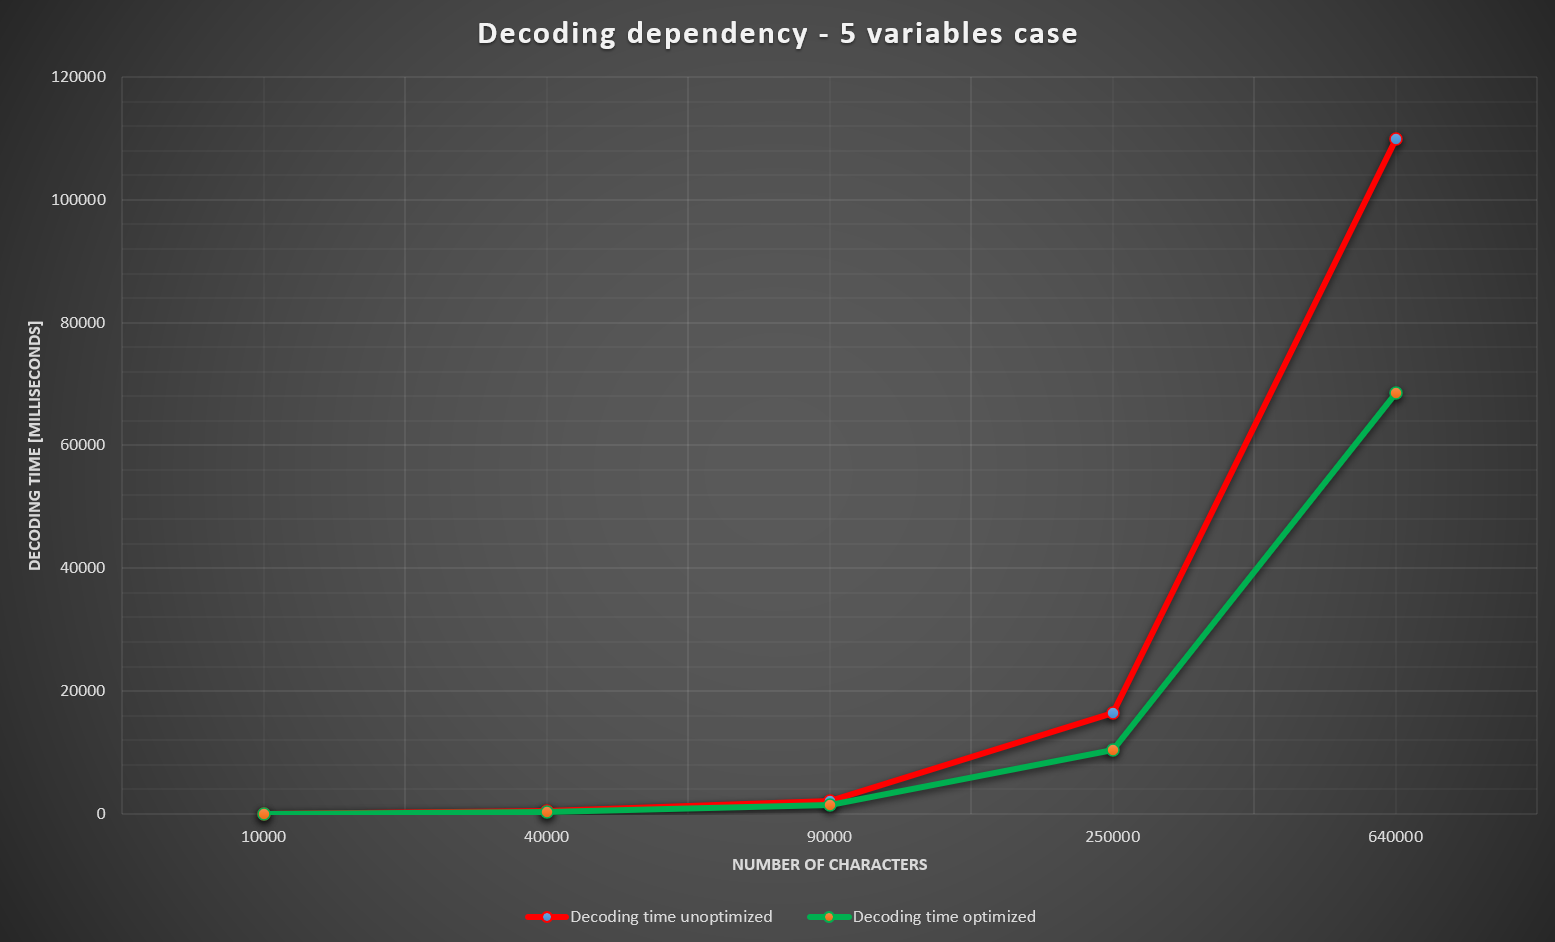 Decoding dependency - 5 variables case
120000
100000
80000
60000
40000
20000
0
DECODING TIME [MILLISECONDS]
10000 40000 90000 250000 640000
NUMBER OF CHARACTERS
Decoding time unoptimized Decoding time optimized